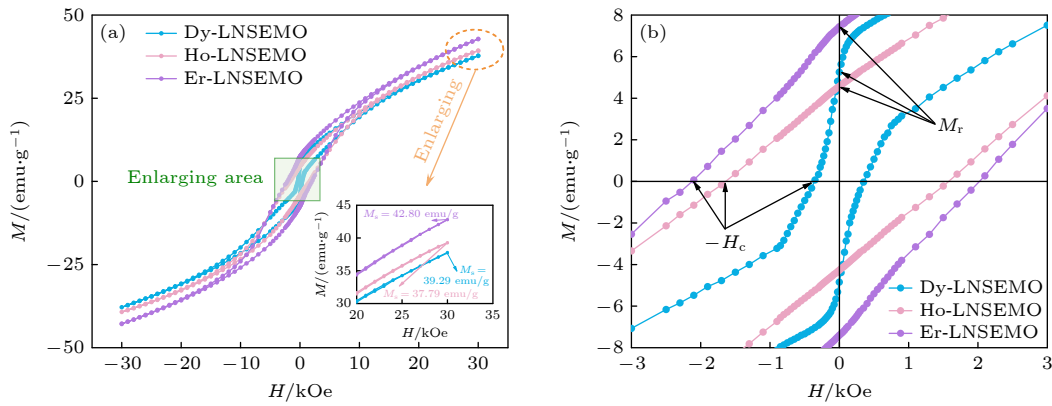 (a)
Dy-LNSEMO
Ho-LNSEMO
Er-LNSEMO
Enlarging
Enlarging area
50
25
0
−25
−50
M/(emu·g⁻¹)
−30
−20
−10
0
10
20
30
H/kOe
Mₛ = 42.80 emu/g
Mₛ =
39.29 emu/g
Mₛ = 37.79 emu/g
45
40
35
30
M/(emu·g⁻¹)
20
25
30
35
H/kOe
(b)
8
6
4
2
0
−2
−4
−6
−8
M/(emu·g⁻¹)
Mᵣ
−H_c
Dy-LNSEMO
Ho-LNSEMO
Er-LNSEMO
−3
−2
−1
0
1
2
3
H/kOe